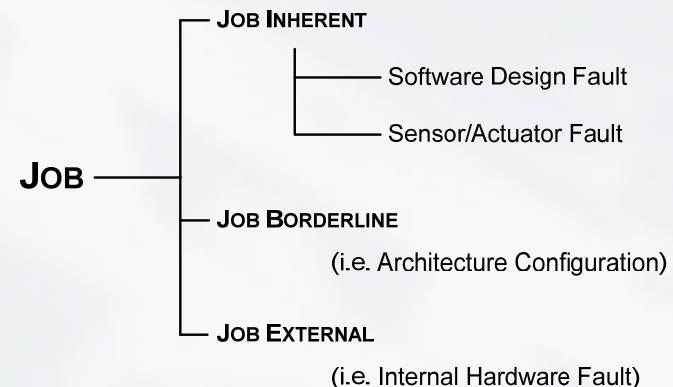 JOB INHERENT
Software Design Fault
Sensor/Actuator Fault
JOB
JOB BORDERLINE
(i.e. Architecture Configuration)
JOB EXTERNAL
(i.e. Internal Hardware Fault)